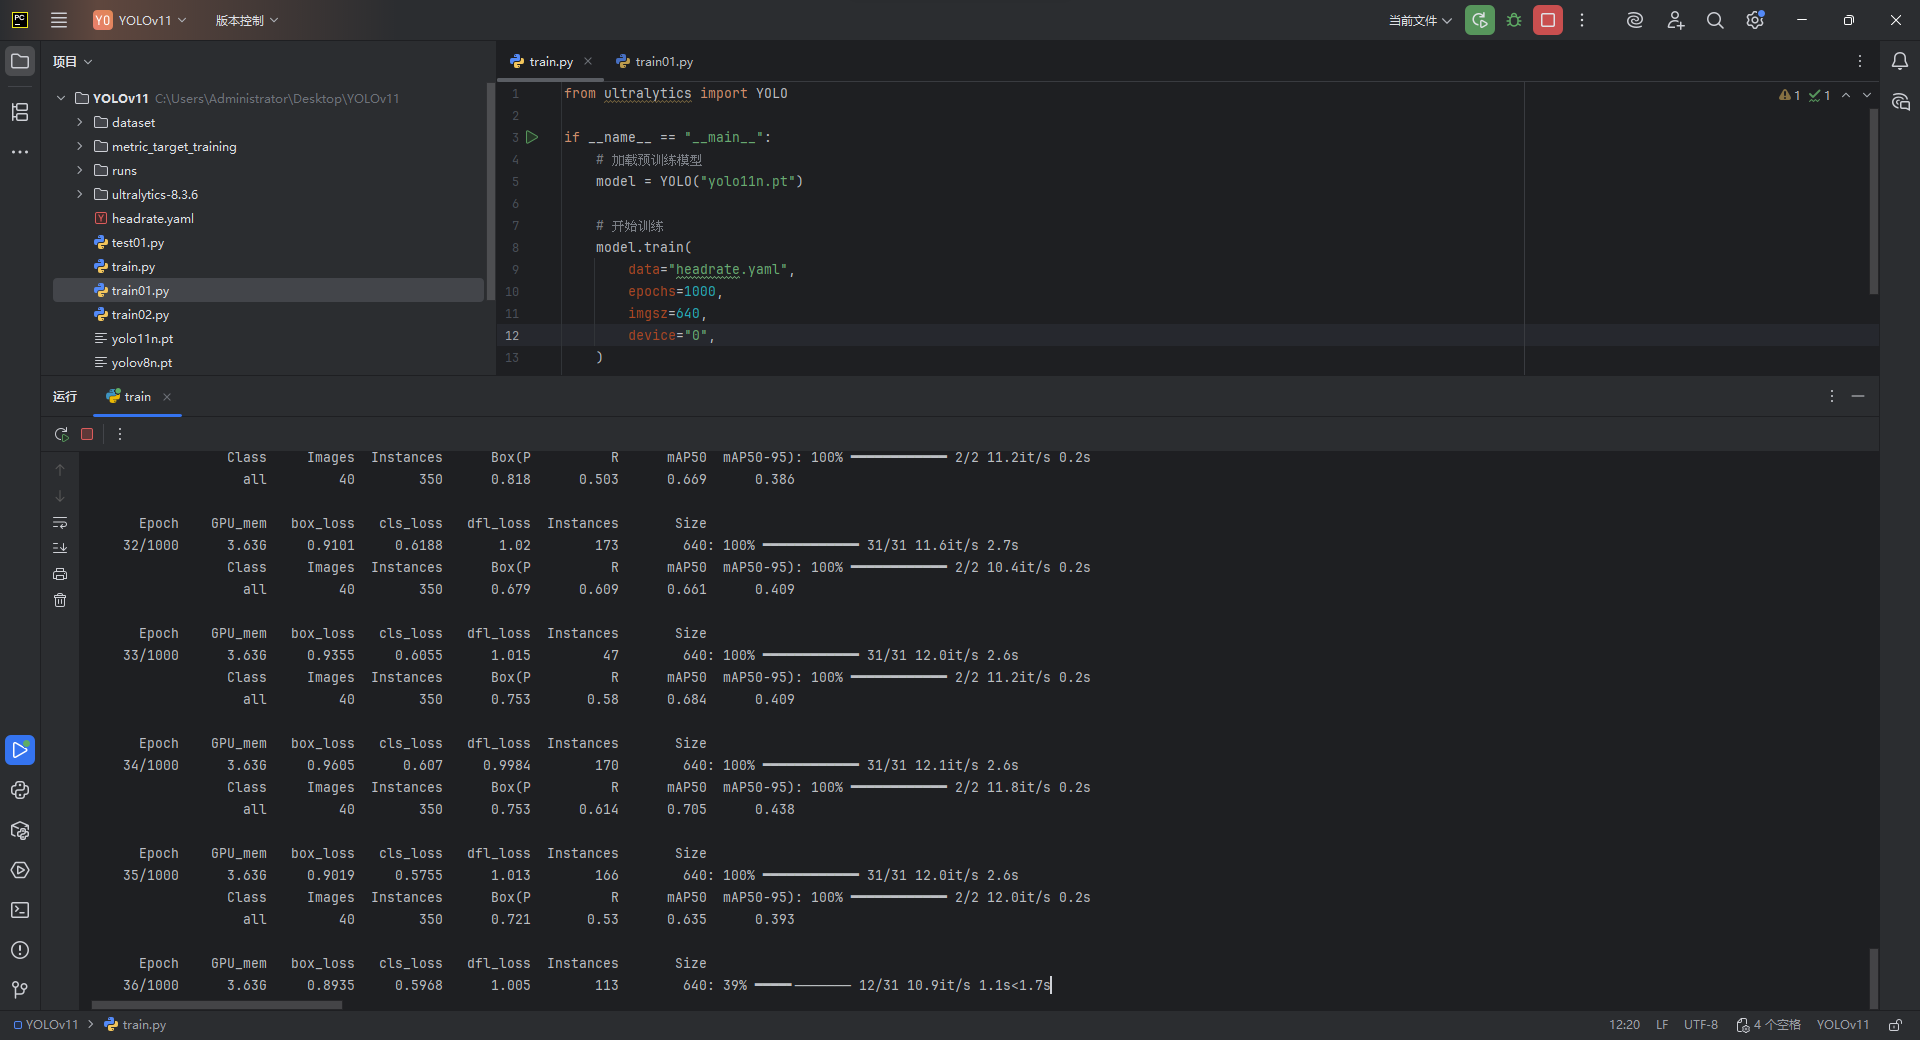 PC YO YOLOv11 版本控制 当前文件
项目
YOLOv11 C:\Users\Administrator\Desktop\YOLOv11
dataset
metric_target_training
runs
ultralytics-8.3.6
headrate.yaml
test01.py
train.py
train01.py
train02.py
yolo11n.pt
yolov8n.pt
train.py train01.py
1 from ultralytics import YOLO
2
3 if __name__ == "__main__":
4 # 加载预训练模型
5 model = YOLO("yolo11n.pt")
6
7 # 开始训练
8 model.train(
9 data="headrate.yaml",
10 epochs=1000,
11 imgsz=640,
12 device="0",
13 )
1 1
运行 train
Class Images Instances Box(P R mAP50 mAP50-95): 100% ━━━━━━━━━━━━ 2/2 11.2it/s 0.2s
all 40 350 0.818 0.503 0.669 0.386
Epoch GPU_mem box_loss cls_loss dfl_loss Instances Size
32/1000 3.63G 0.9101 0.6188 1.02 173 640: 100% ━━━━━━━━━━━━ 31/31 11.6it/s 2.7s
Class Images Instances Box(P R mAP50 mAP50-95): 100% ━━━━━━━━━━━━ 2/2 10.4it/s 0.2s
all 40 350 0.679 0.609 0.661 0.409
Epoch GPU_mem box_loss cls_loss dfl_loss Instances Size
33/1000 3.63G 0.9355 0.6055 1.015 47 640: 100% ━━━━━━━━━━━━ 31/31 12.0it/s 2.6s
Class Images Instances Box(P R mAP50 mAP50-95): 100% ━━━━━━━━━━━━ 2/2 11.2it/s 0.2s
all 40 350 0.753 0.58 0.684 0.409
Epoch GPU_mem box_loss cls_loss dfl_loss Instances Size
34/1000 3.63G 0.9605 0.607 0.9984 170 640: 100% ━━━━━━━━━━━━ 31/31 12.1it/s 2.6s
Class Images Instances Box(P R mAP50 mAP50-95): 100% ━━━━━━━━━━━━ 2/2 11.8it/s 0.2s
all 40 350 0.753 0.614 0.705 0.438
Epoch GPU_mem box_loss cls_loss dfl_loss Instances Size
35/1000 3.63G 0.9019 0.5755 1.013 166 640: 100% ━━━━━━━━━━━━ 31/31 12.0it/s 2.6s
Class Images Instances Box(P R mAP50 mAP50-95): 100% ━━━━━━━━━━━━ 2/2 12.0it/s 0.2s
all 40 350 0.721 0.53 0.635 0.393
Epoch GPU_mem box_loss cls_loss dfl_loss Instances Size
36/1000 3.63G 0.8935 0.5968 1.005 113 640: 39% ━━━━╸─────── 12/31 10.9it/s 1.1s<1.7s
YOLOv11 > train.py 12:20 LF UTF-8 4 个空格 YOLOv11